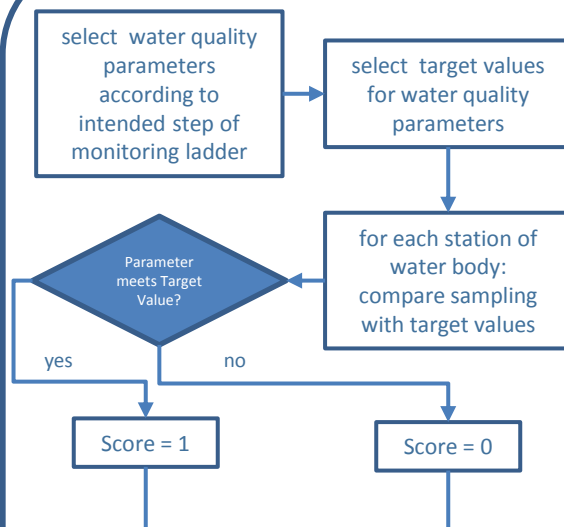 select water quality
parameters
according to
intended step of
monitoring ladder
select target values
for water quality
parameters
for each station of
water body:
compare sampling
with target values
Parameter
meets Target
Value?
yes
no
Score = 1
Score = 0